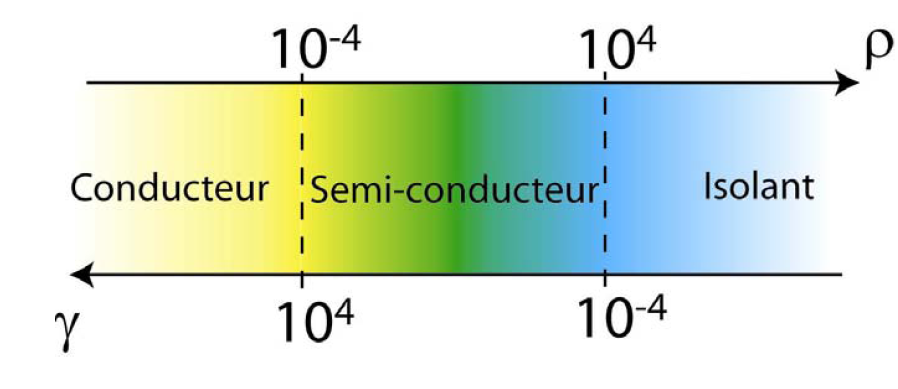 10⁻⁴ 10⁴ ρ
Conducteur Semi-conducteur Isolant
γ 10⁴ 10⁻⁴